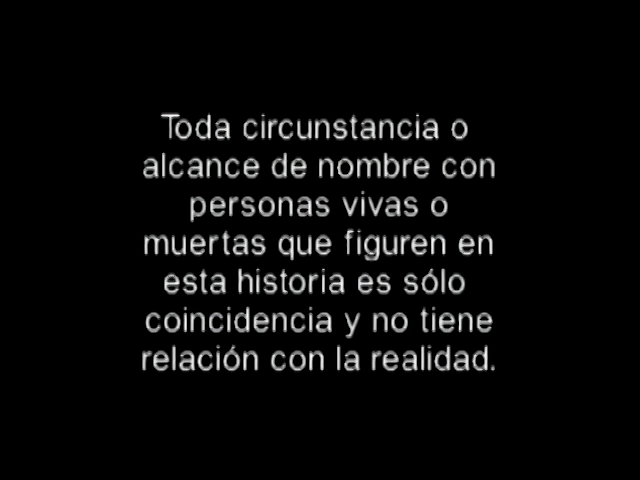 Toda circunstancia o
alcance de nombre con
personas vivas o
muertas que figuren en
esta historia es sólo
coincidencia y no tiene
relación con la realidad.